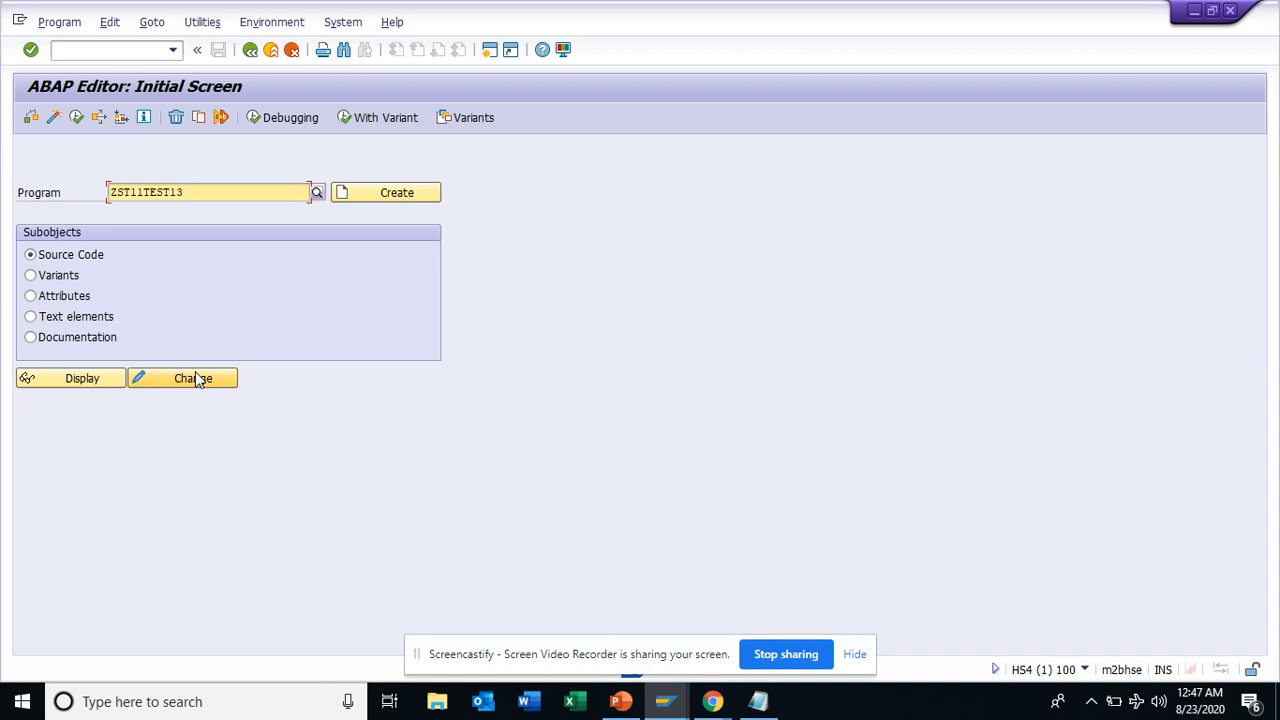 Program Edit Goto Utilities Environment System Help
ABAP Editor: Initial Screen
Debugging With Variant Variants
Program ZST11TEST13 Create
Subobjects
Source Code
Variants
Attributes
Text elements
Documentation
Display Change
Screencastify - Screen Video Recorder is sharing your screen. Stop sharing Hide
HS4 (1) 100 m2bhse INS
Type here to search
12:47 AM
8/23/2020
6